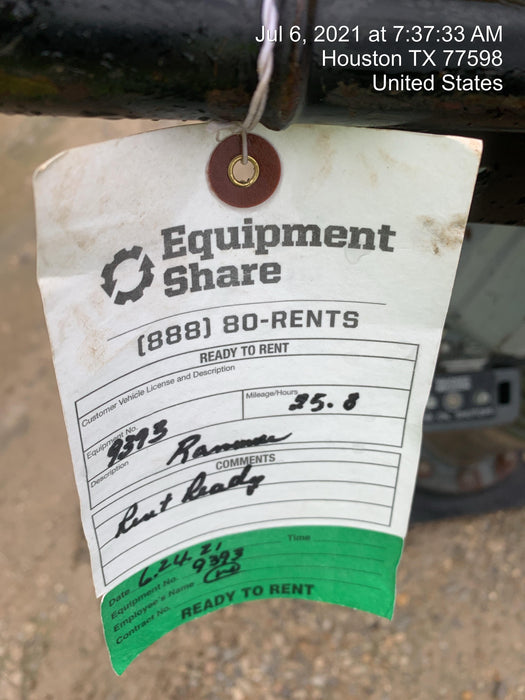 Jul 6, 2021 at 7:37:33 AM
Houston TX 77598
United States
Equipment
Share
(888) 80-RENTS
READY TO RENT
Customer Vehicle License and Description
Equipment No. 9393 Mileage/Hours 25.8
Description Rammer
COMMENTS
Rent Ready
Date 6.24.21 Time
Equipment No. 9393
Employee's Name
Contract No.
READY TO RENT